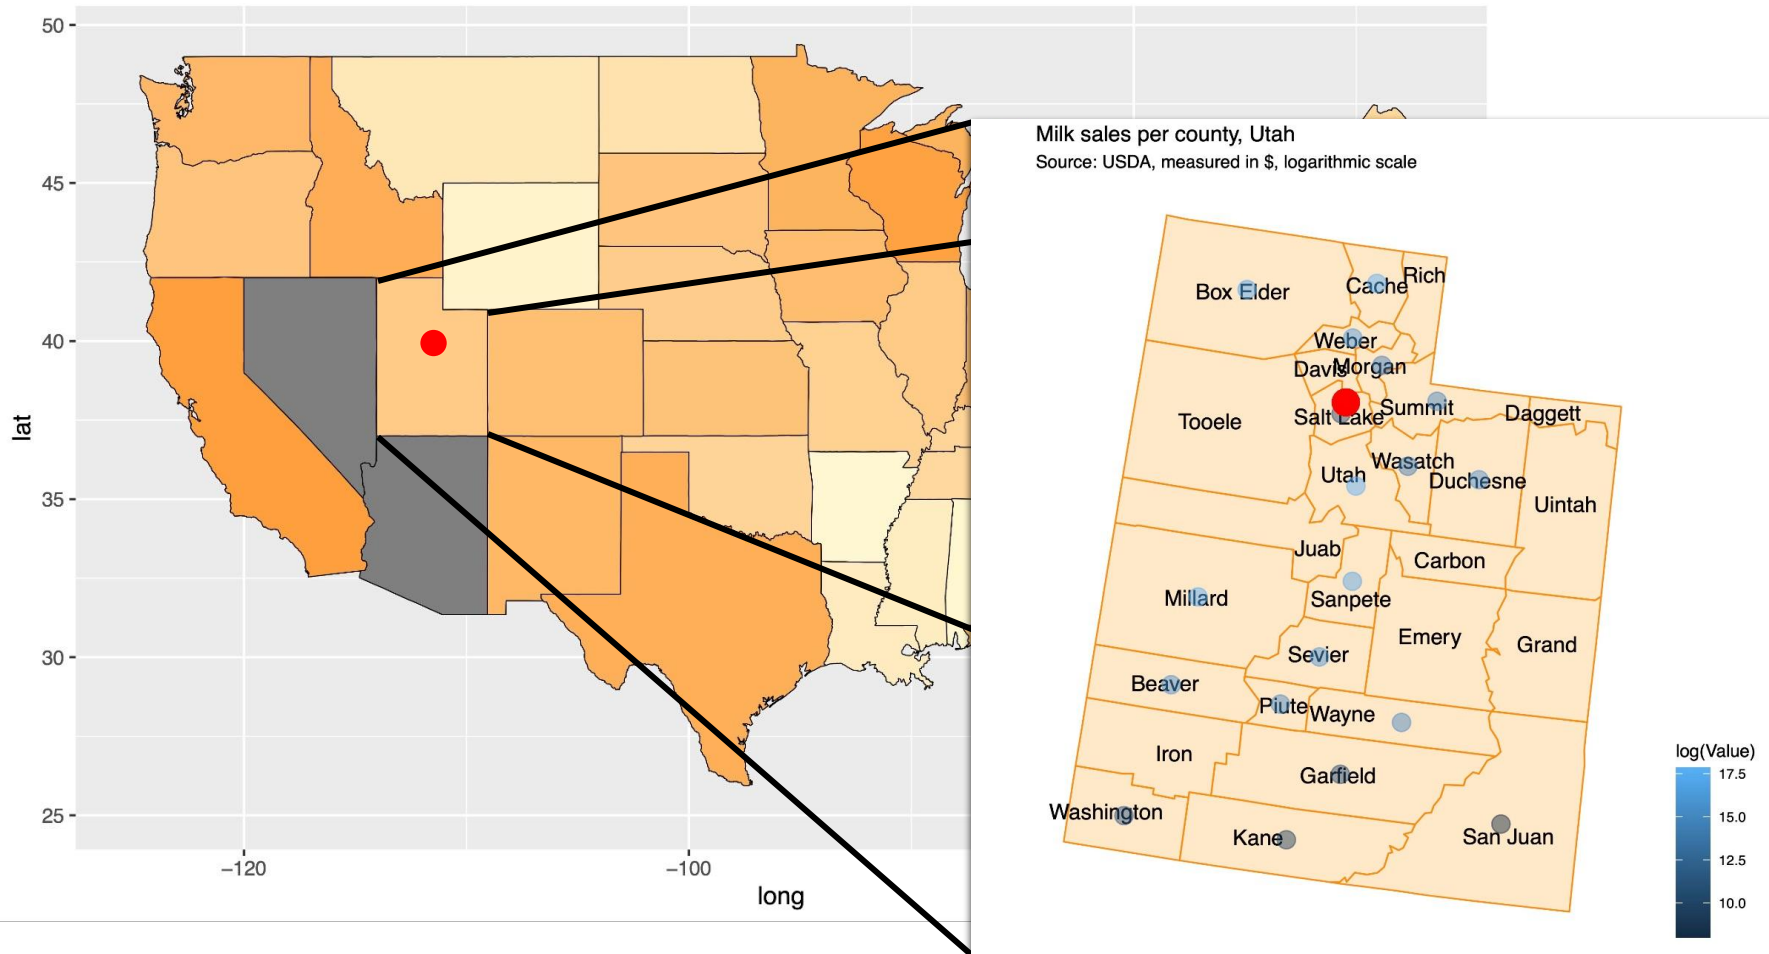 50
45
40
35
30
25
lat
−120
−100
long
Milk sales per county, Utah
Source: USDA, measured in $, logarithmic scale
Box Elder
Cache
Rich
Weber
Davis
Morgan
Tooele
Salt Lake
Summit
Daggett
Utah
Wasatch
Duchesne
Uintah
Juab
Carbon
Millard
Sanpete
Emery
Grand
Sevier
Beaver
Piute
Wayne
Iron
Garfield
Washington
Kane
San Juan
log(Value)
17.5
15.0
12.5
10.0